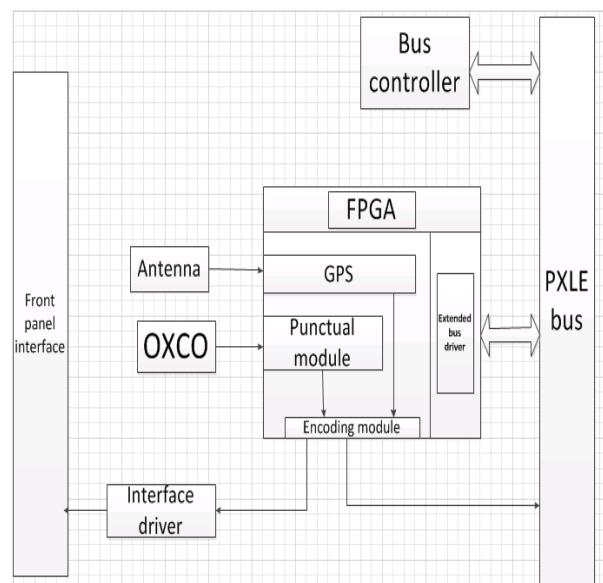 Bus
controller
FPGA
Antenna
GPS
PXLE
bus
Front
panel
interface
OXCO
Punctual
module
Extended
bus
driver
Encoding module
Interface
driver